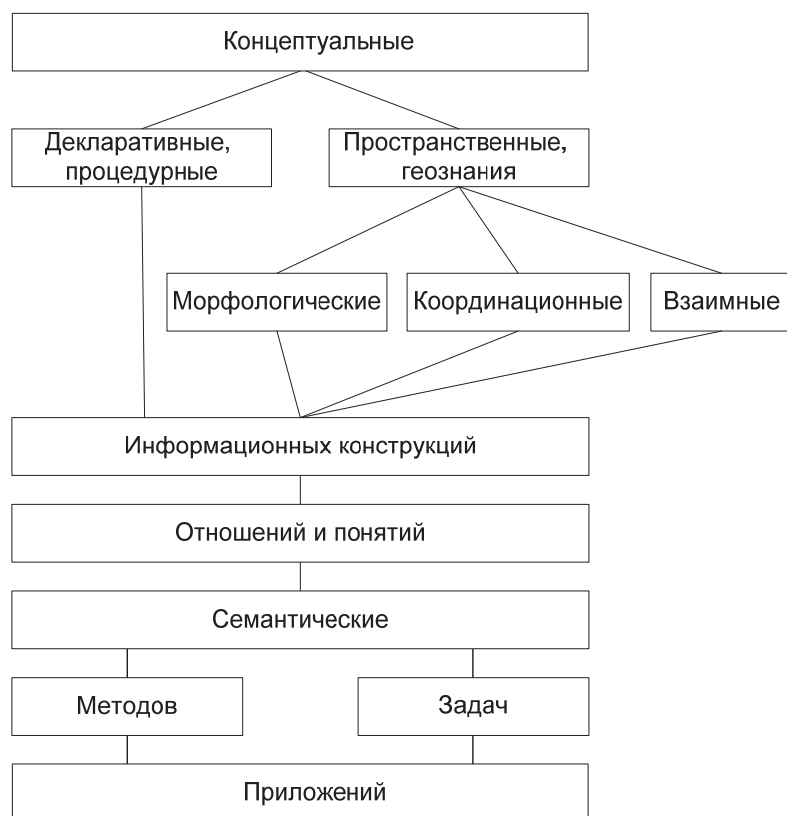 Концептуальные
Декларативные,
процедурные
Пространственные,
геознания
Морфологические
Координационные
Взаимные
Информационных конструкций
Отношений и понятий
Семантические
Методов
Задач
Приложений